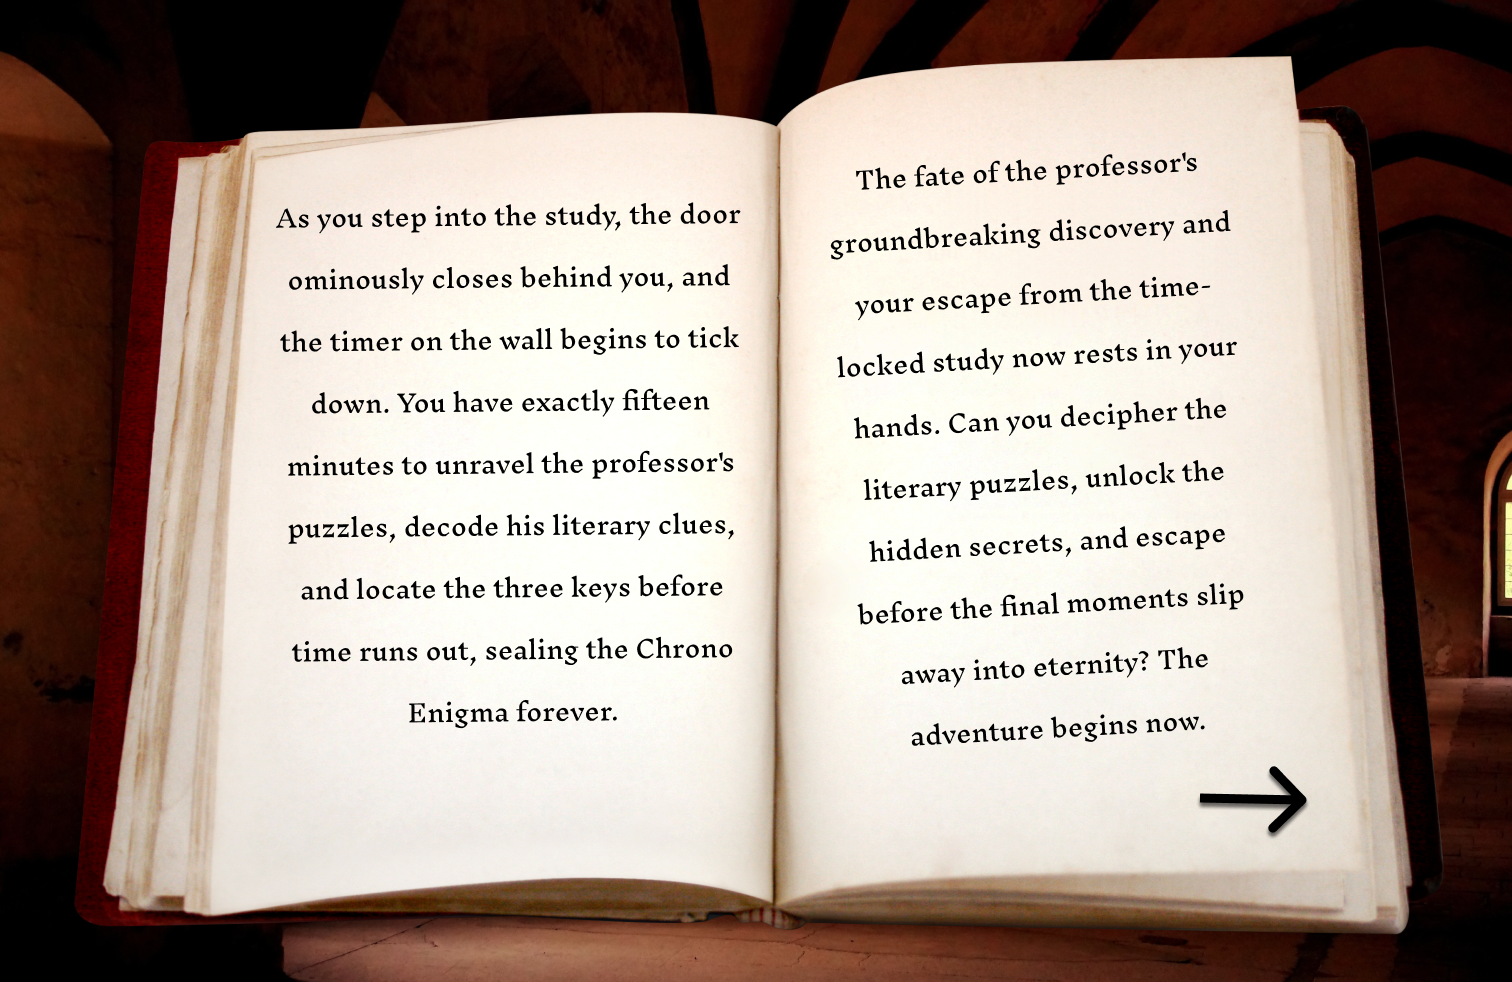 As you step into the study, the door
ominously closes behind you, and
the timer on the wall begins to tick
down. You have exactly fifteen
minutes to unravel the professor's
puzzles, decode his literary clues,
and locate the three keys before
time runs out, sealing the Chrono
Enigma forever.
The fate of the professor's
groundbreaking discovery and
your escape from the time-
locked study now rests in your
hands. Can you decipher the
literary puzzles, unlock the
hidden secrets, and escape
before the final moments slip
away into eternity? The
adventure begins now.